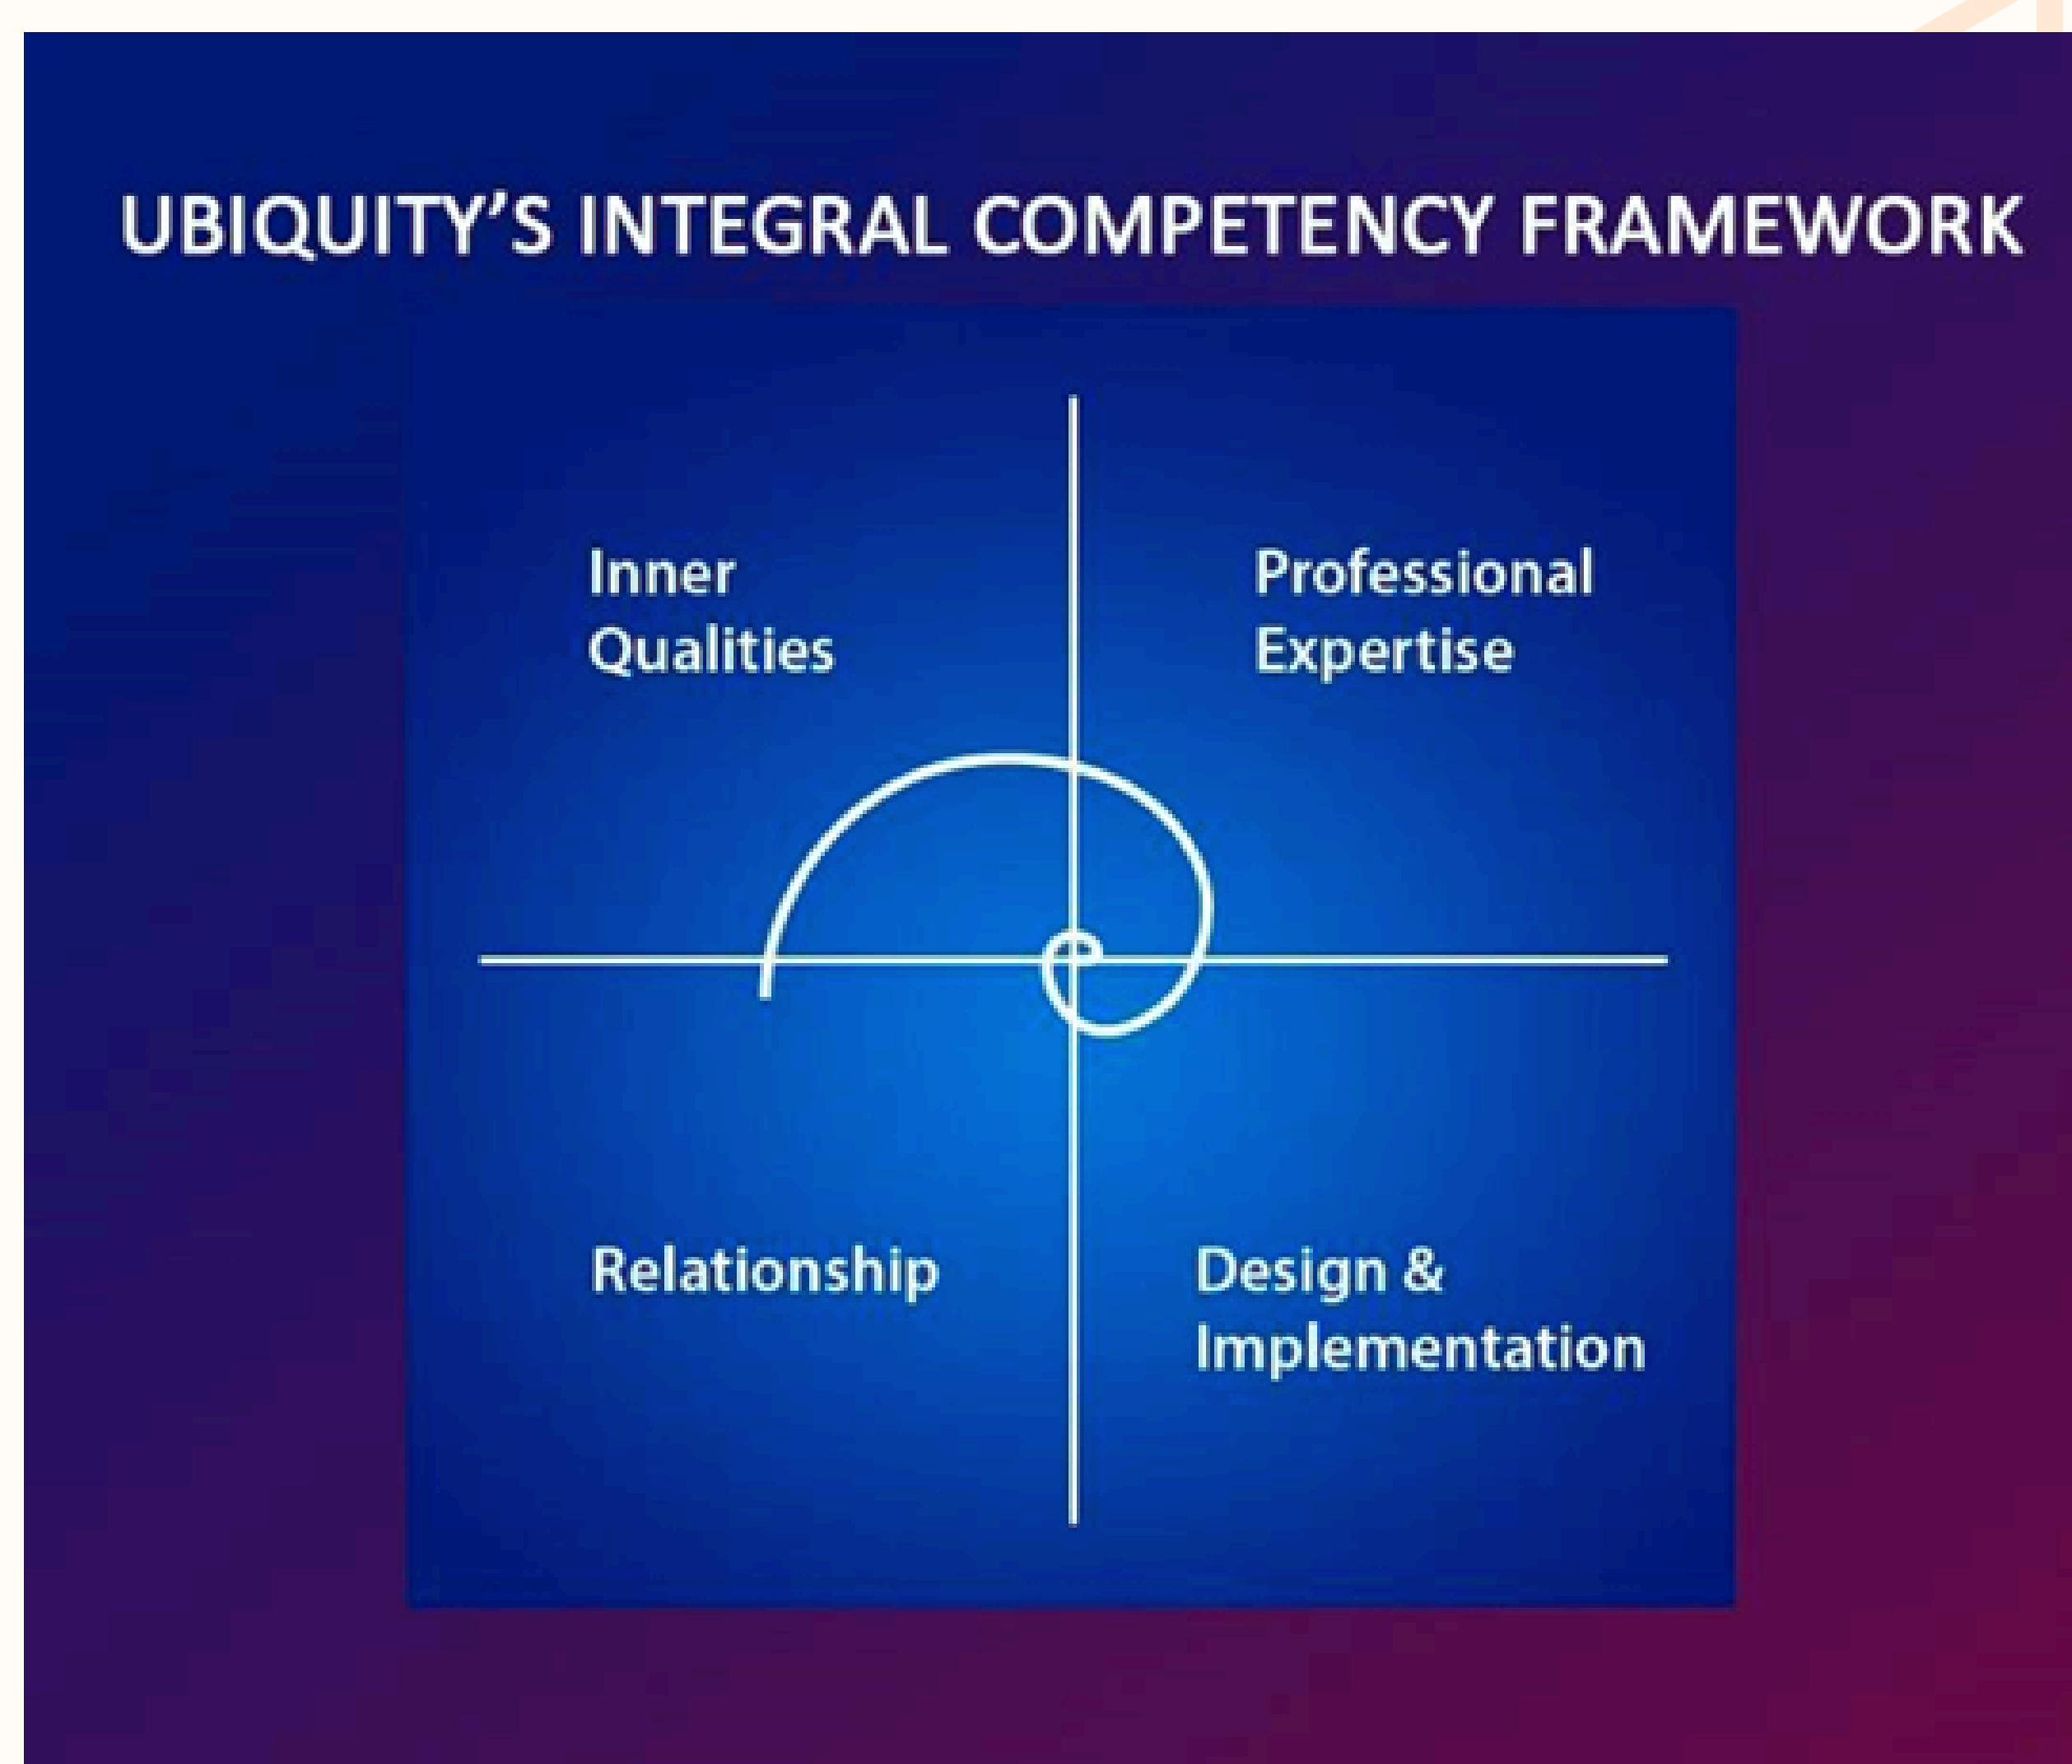 UBIQUITY’S INTEGRAL COMPETENCY FRAMEWORK
Inner
Qualities
Professional
Expertise
Relationship
Design &
Implementation